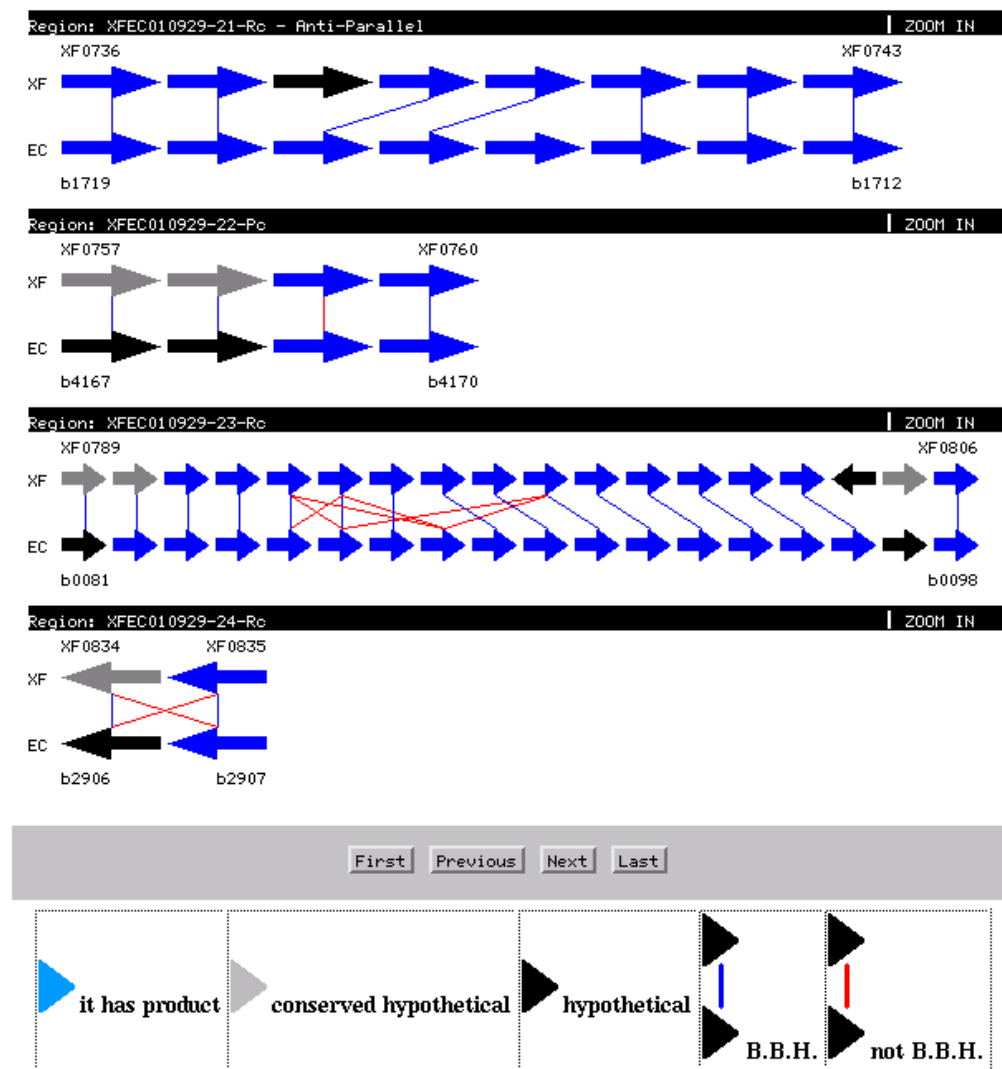 Region: XFEC010929-21-Rc - Anti-Parallel ZOOM IN
XF0736 XF0743
XF
EC
b1719 b1712
Region: XFEC010929-22-Pc ZOOM IN
XF0757 XF0760
XF
EC
b4167 b4170
Region: XFEC010929-23-Rc ZOOM IN
XF0789 XF0806
XF
EC
b0081 b0098
Region: XFEC010929-24-Rc ZOOM IN
XF0834 XF0835
XF
EC
b2906 b2907
First Previous Next Last
it has product conserved hypothetical hypothetical B.B.H. not B.B.H.